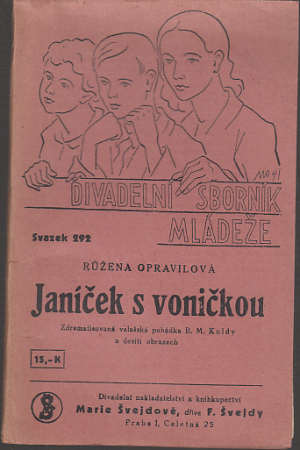 DIVADELNÍ SBORNÍK
MLÁDEŽE
Svazek 292
RŮŽENA OPRAVILOVÁ
Janíček s voničkou
Zdramatisovaná valašská pohádka B. M. Kuldy
o devíti obrazech
15,-K
Divadelní nakladatelství a knihkupectví
Marie Švejdové, dříve F. Švejdy
Praha I, Celetná 25